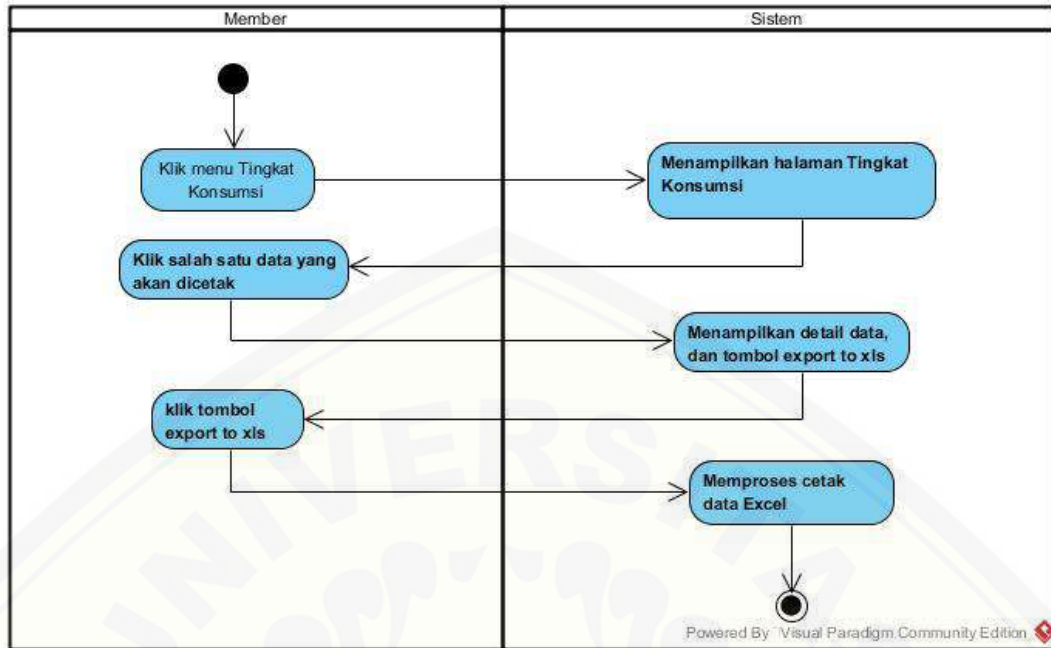 Member
Sistem
Klik menu Tingkat
Konsumsi
Menampilkan halaman Tingkat
Konsumsi
Klik salah satu data yang
akan dicetak
Menampilkan detail data,
dan tombol export to xls
klik tombol
export to xls
Memproses cetak
data Excel
UNIVERSITA
Powered By Visual Paradigm Community Edition